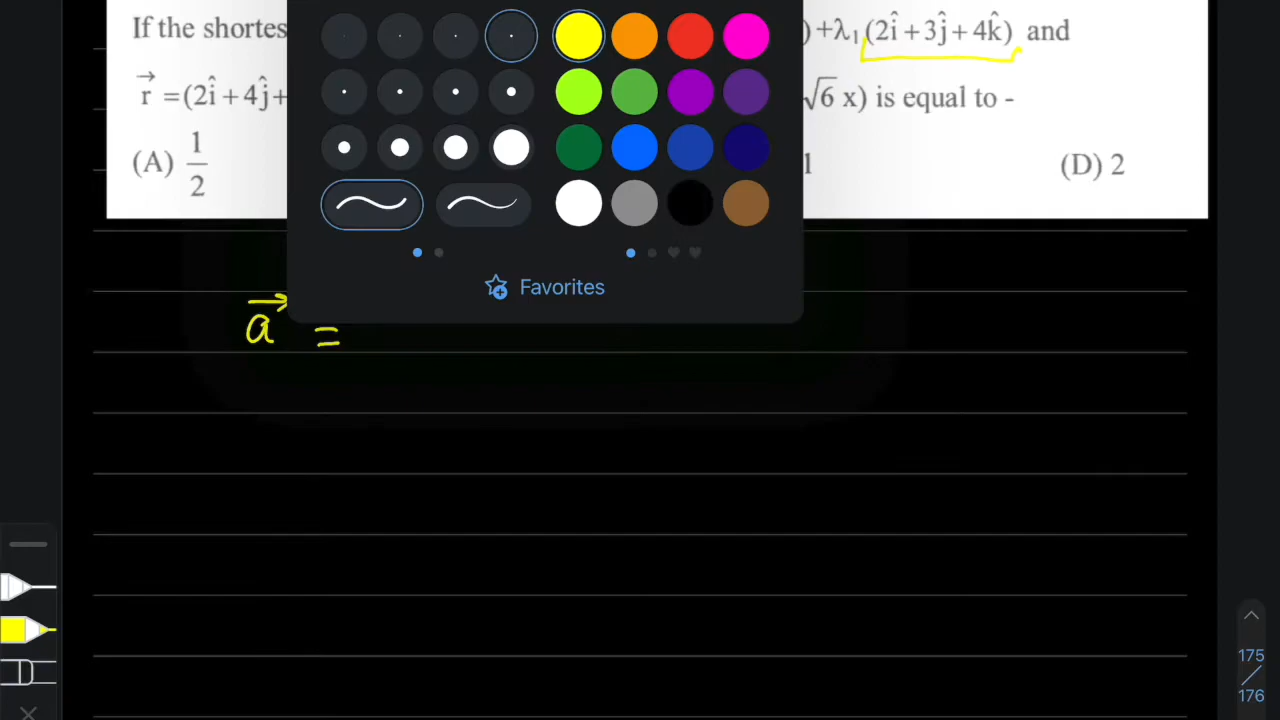 If the shortes ) +λ₁(2î + 3ĵ + 4k̂) and
r⃗ =(2î + 4ĵ + √6 x) is equal to -
(A) 1/2 1 (D) 2
Favorites
a⃗ =
175
176